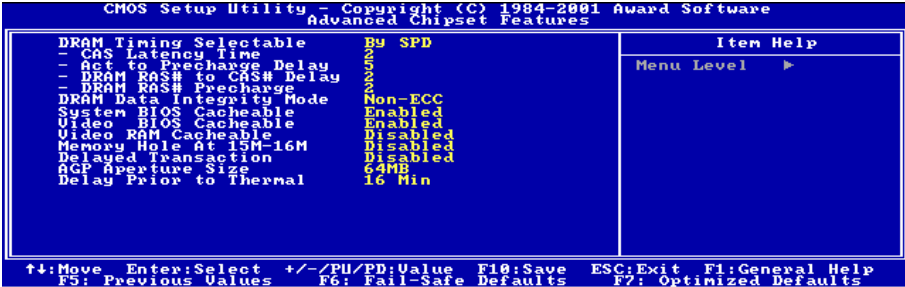 CMOS Setup Utility - Copyright (C) 1984-2001 Award Software
Advanced Chipset Features
DRAM Timing Selectable By SPD
- CAS Latency Time 2
- Act to Precharge Delay 5
- DRAM RAS# to CAS# Delay 2
- DRAM RAS# Precharge 2
DRAM Data Integrity Mode Non-ECC
System BIOS Cacheable Enabled
Video BIOS Cacheable Enabled
Video RAM Cacheable Disabled
Memory Hole At 15M-16M Disabled
Delayed Transaction Disabled
AGP Aperture Size 64MB
Delay Prior to Thermal 16 Min
Item Help
Menu Level ►
↑↓:Move Enter:Select +/-/PU/PD:Value F10:Save ESC:Exit F1:General Help
F5: Previous Values F6: Fail-Safe Defaults F7: Optimized Defaults